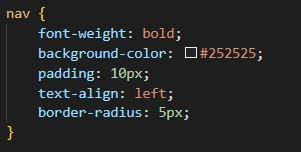 nav {
    font-weight: bold;
    background-color: #252525;
    padding: 10px;
    text-align: left;
    border-radius: 5px;
}